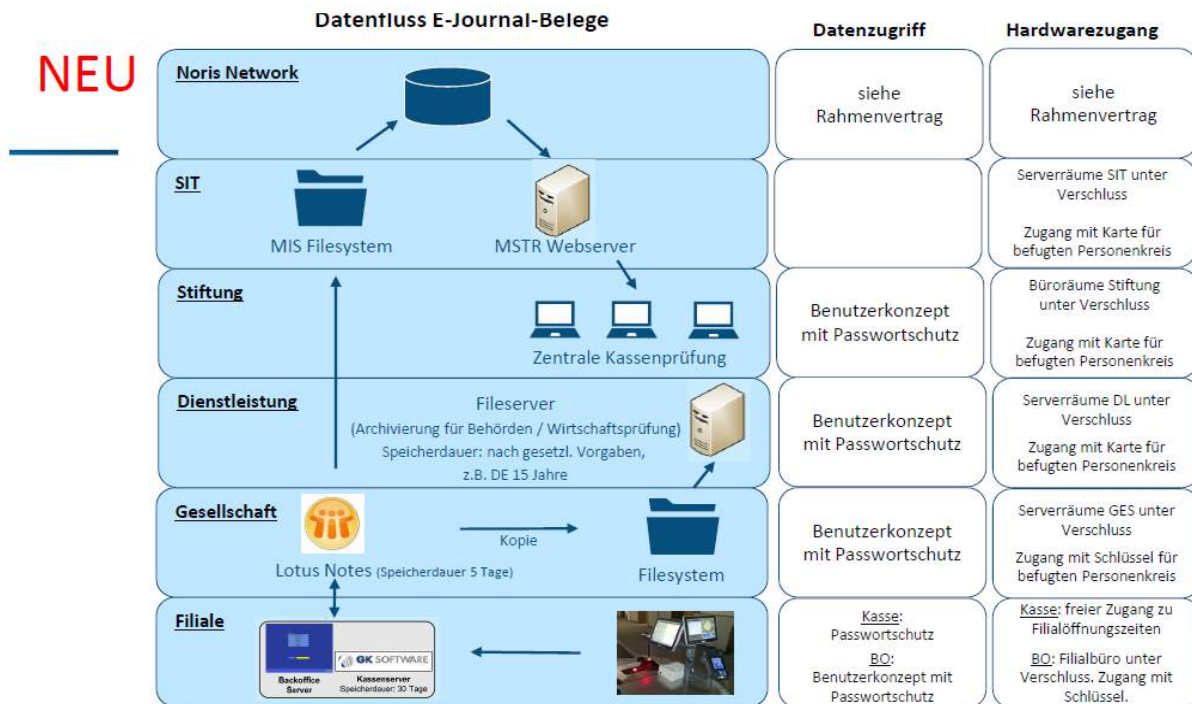 Datenfluss E-Journal-Belege
Datenzugriff
Hardwarezugang
NEU
Noris Network
siehe
Rahmenvertrag
siehe
Rahmenvertrag
SIT
MIS Filesystem
MSTR Webserver
Serverräume SIT unter
Verschluss
Zugang mit Karte für
befugten Personenkreis
Stiftung
Zentrale Kassenprüfung
Benutzerkonzept
mit Passwortschutz
Büroräume Stiftung
unter Verschluss
Zugang mit Karte für
befugten Personenkreis
Dienstleistung
Fileserver
(Archivierung für Behörden / Wirtschaftsprüfung)
Speicherdauer: nach gesetzl. Vorgaben,
z.B. DE 15 Jahre
Benutzerkonzept
mit Passwortschutz
Serverräume DL unter
Verschluss
Zugang mit Karte für
befugten Personenkreis
Gesellschaft
Lotus Notes (Speicherdauer 5 Tage)
Kopie
Filesystem
Benutzerkonzept
mit Passwortschutz
Serverräume GES unter
Verschluss
Zugang mit Schlüssel für
befugten Personenkreis
Filiale
Backoffice
Server
GK SOFTWARE
Kassenserver
Speicherdauer: 30 Tage
Kasse:
Passwortschutz
BO:
Benutzerkonzept mit
Passwortschutz
Kasse: freier Zugang zu
Filialöffnungszeiten
BO: Filialbüro unter
Verschluss. Zugang mit
Schlüssel.